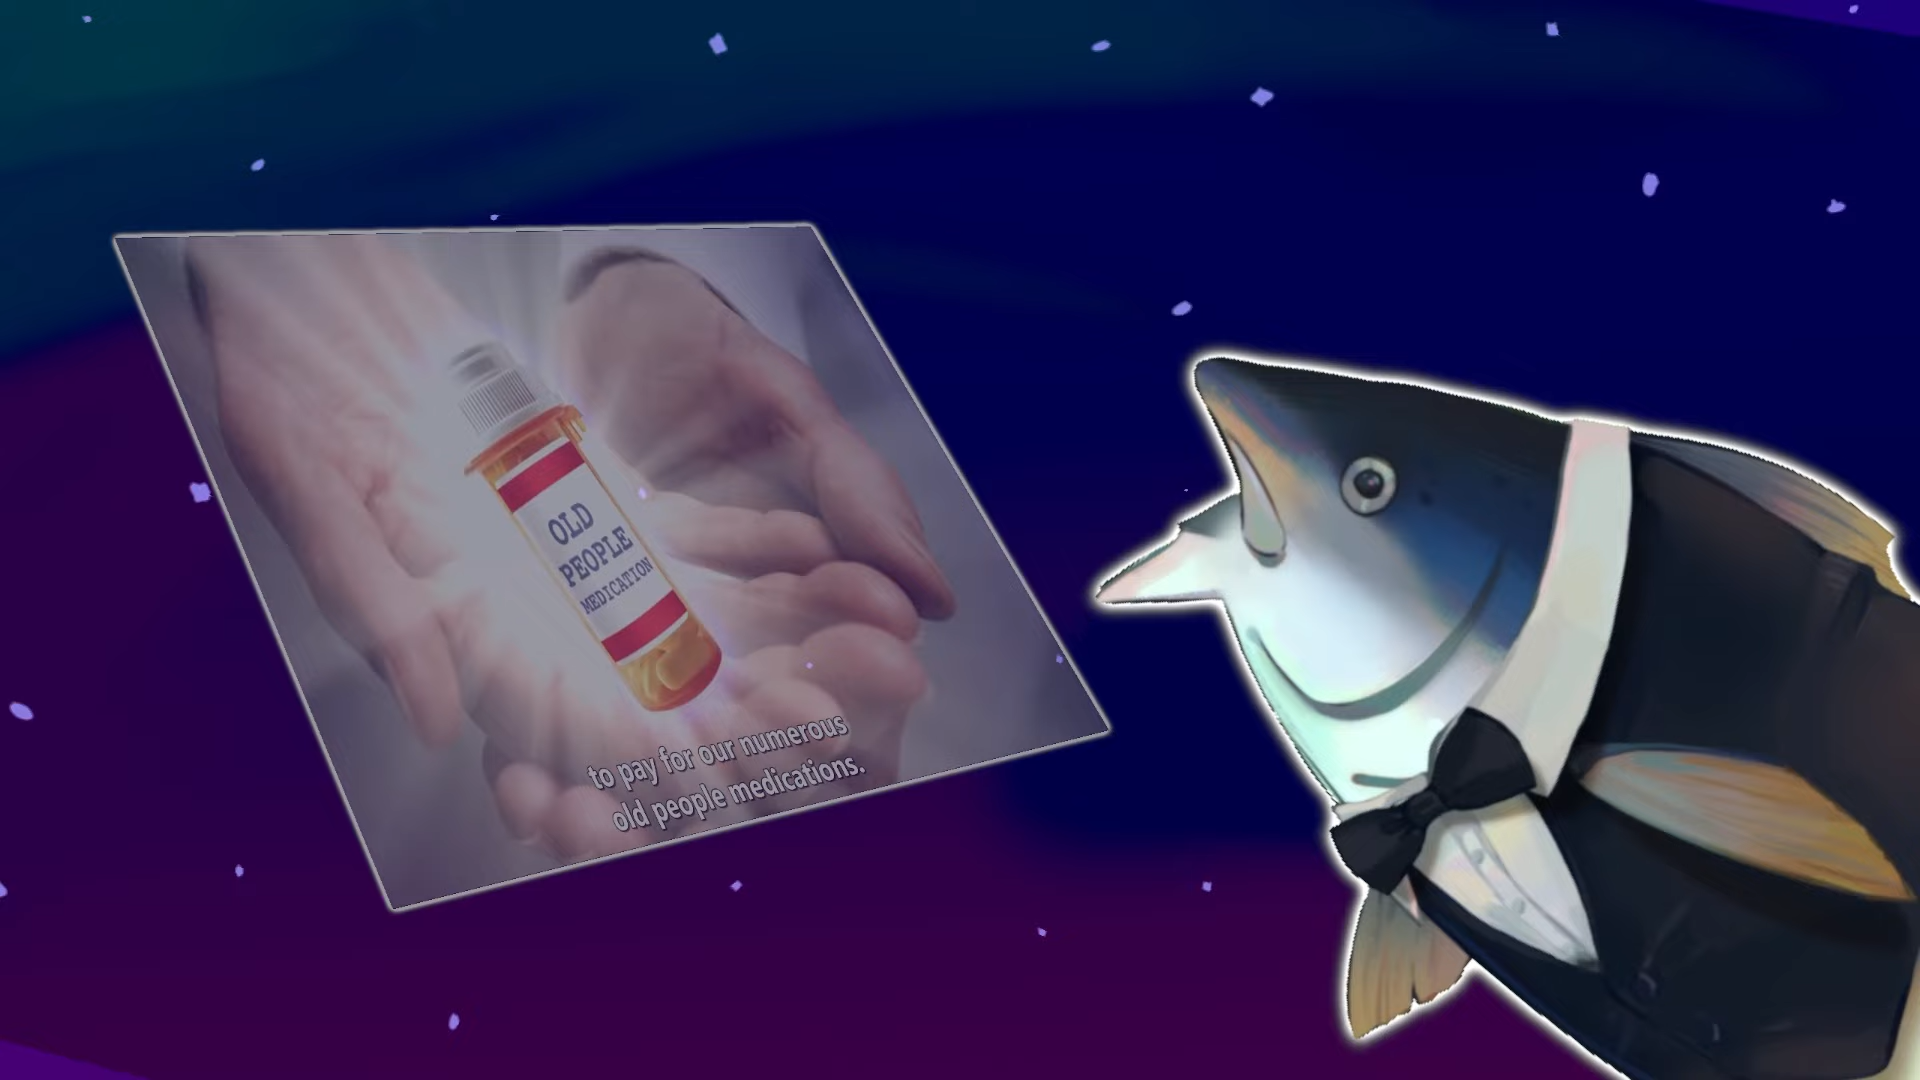 OLD
PEOPLE
MEDICATION
to pay for our numerous
old people medications.